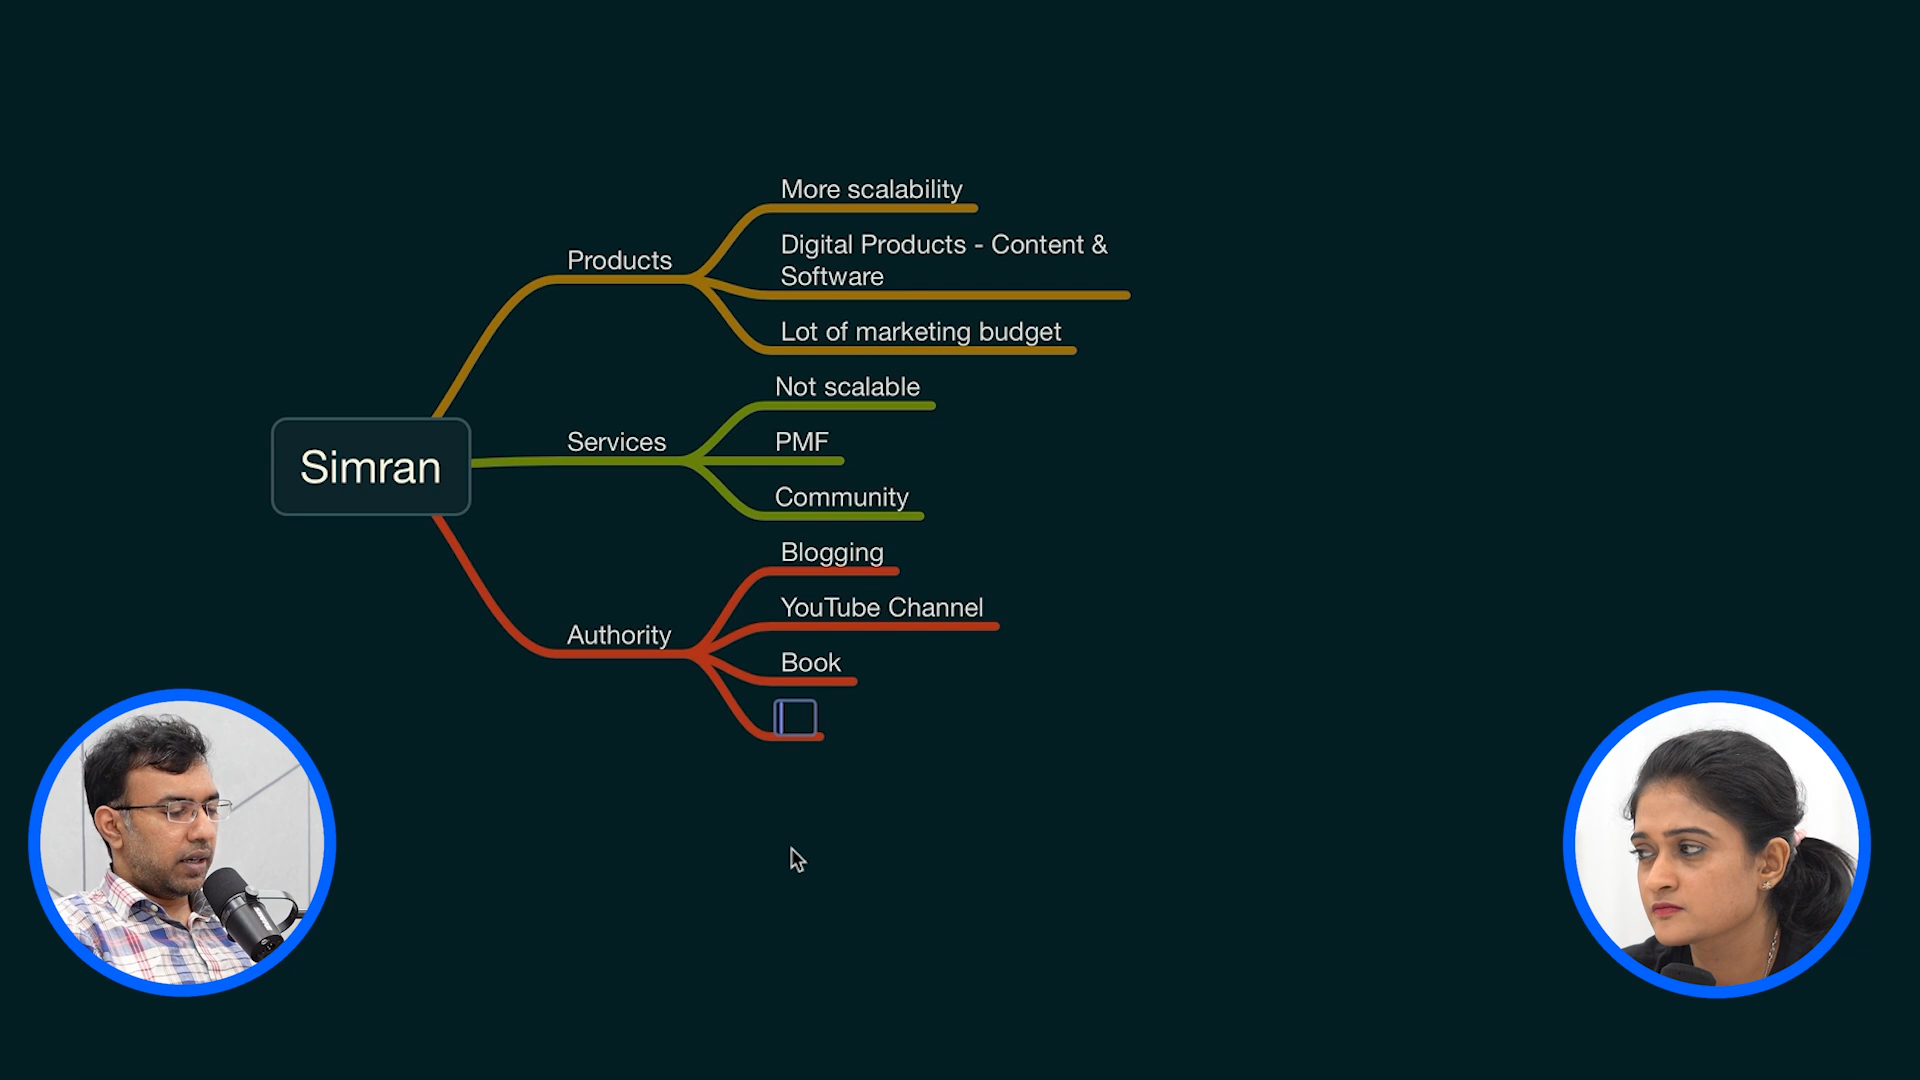 More scalability
Digital Products - Content &
Software
Products
Lot of marketing budget
Not scalable
Simran
Services
PMF
Community
Blogging
YouTube Channel
Authority
Book